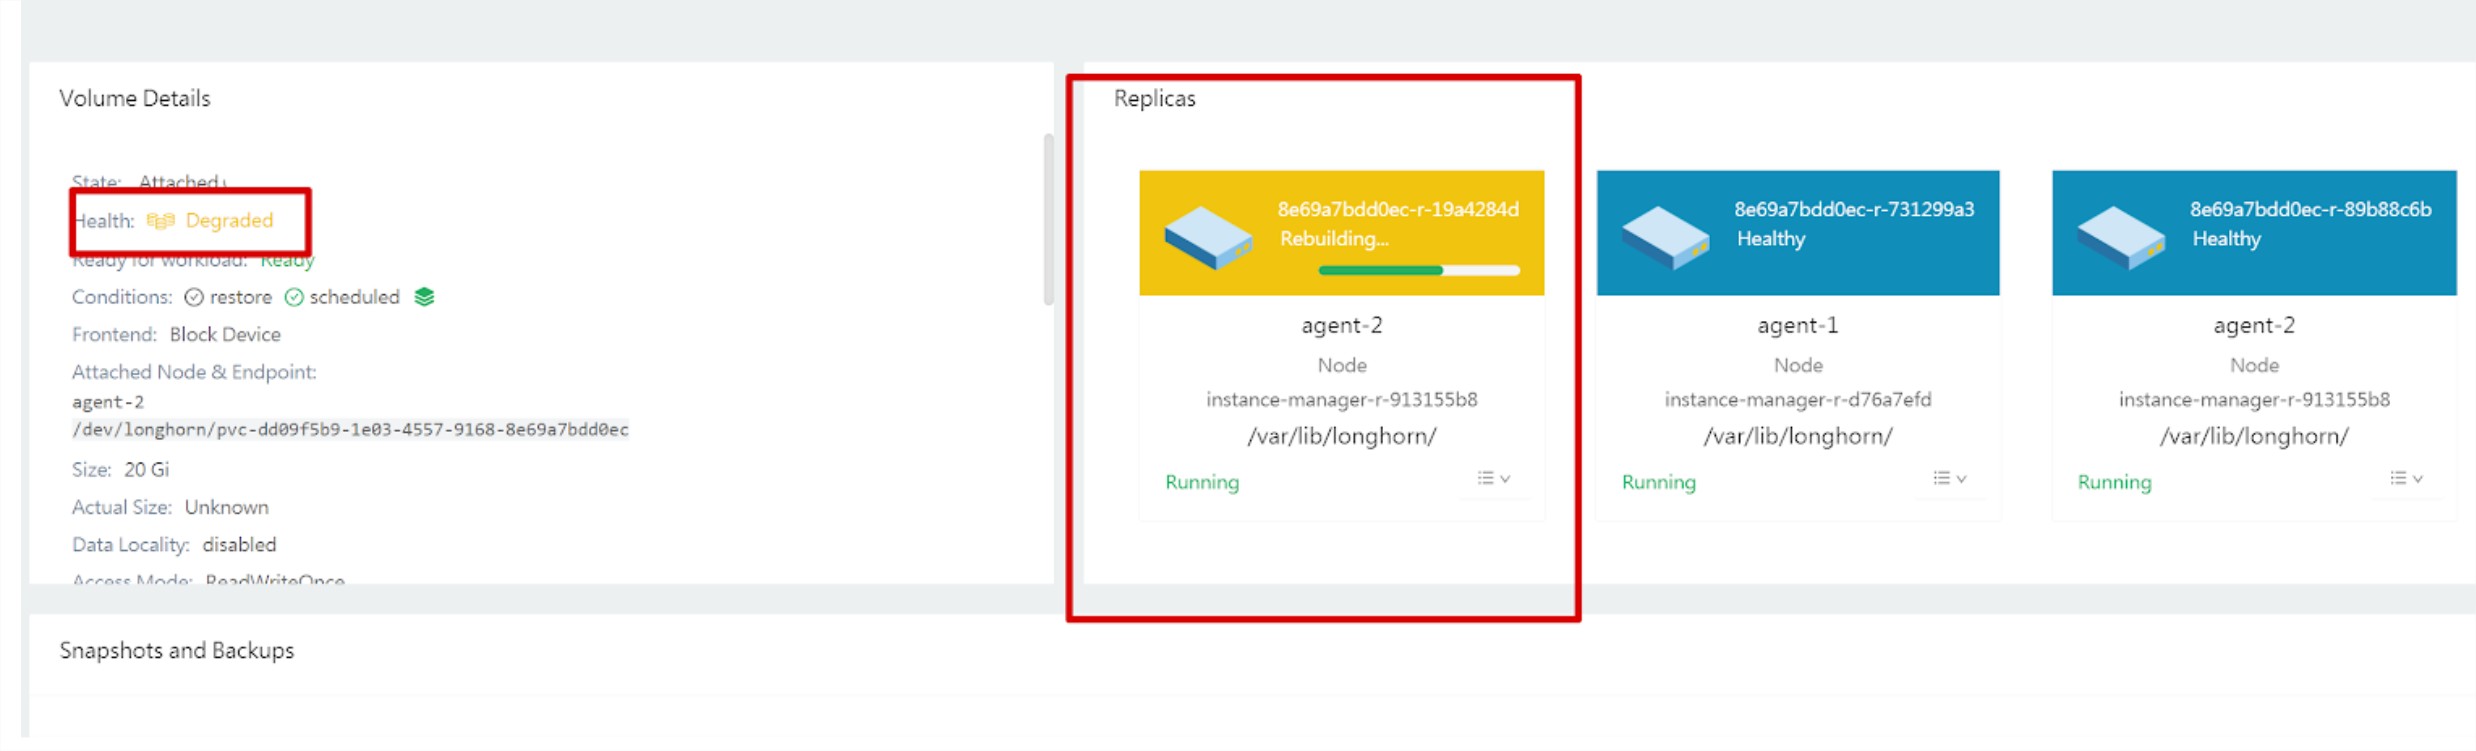 Volume Details
State: Attached
Health: Degraded
Ready for workload: Ready
Conditions: restore scheduled
Frontend: Block Device
Attached Node & Endpoint:
agent-2
/dev/longhorn/pvc-dd09f5b9-1e03-4557-9168-8e69a7bdd0ec
Size: 20 Gi
Actual Size: Unknown
Data Locality: disabled
Access Mode: ReadWriteOnce
Replicas
8e69a7bdd0ec-r-19a4284d
Rebuilding...
agent-2
Node
instance-manager-r-913155b8
/var/lib/longhorn/
Running
8e69a7bdd0ec-r-731299a3
Healthy
agent-1
Node
instance-manager-r-d76a7efd
/var/lib/longhorn/
Running
8e69a7bdd0ec-r-89b88c6b
Healthy
agent-2
Node
instance-manager-r-913155b8
/var/lib/longhorn/
Running
Snapshots and Backups